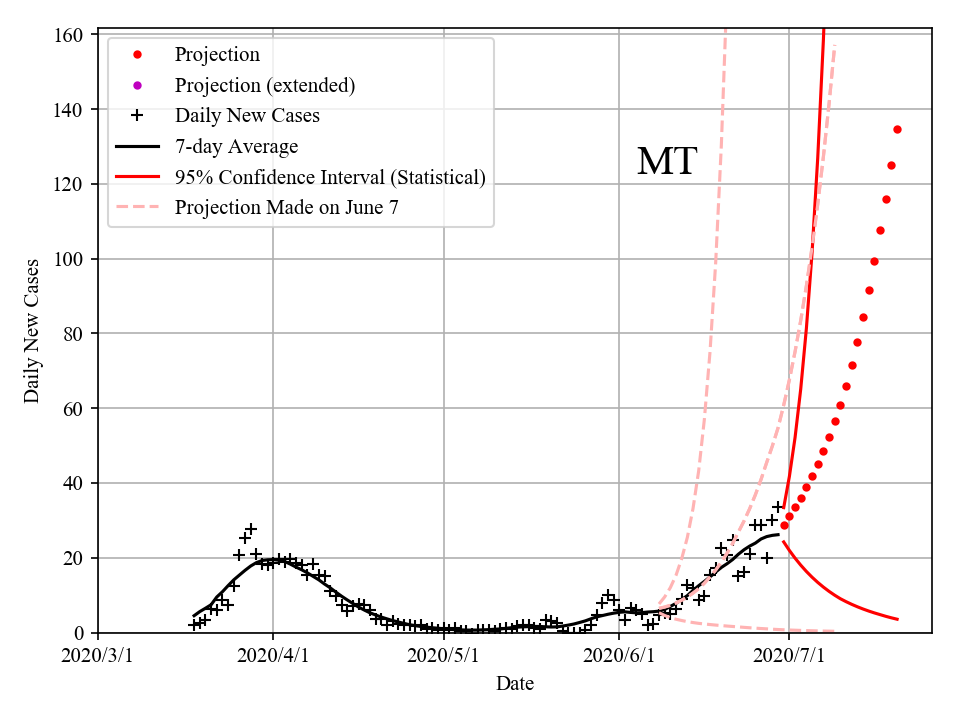 160
140
120
100
80
60
40
20
0
Daily New Cases
Projection
Projection (extended)
Daily New Cases
7-day Average
95% Confidence Interval (Statistical)
Projection Made on June 7
MT
2020/3/1 2020/4/1 2020/5/1 2020/6/1 2020/7/1
Date